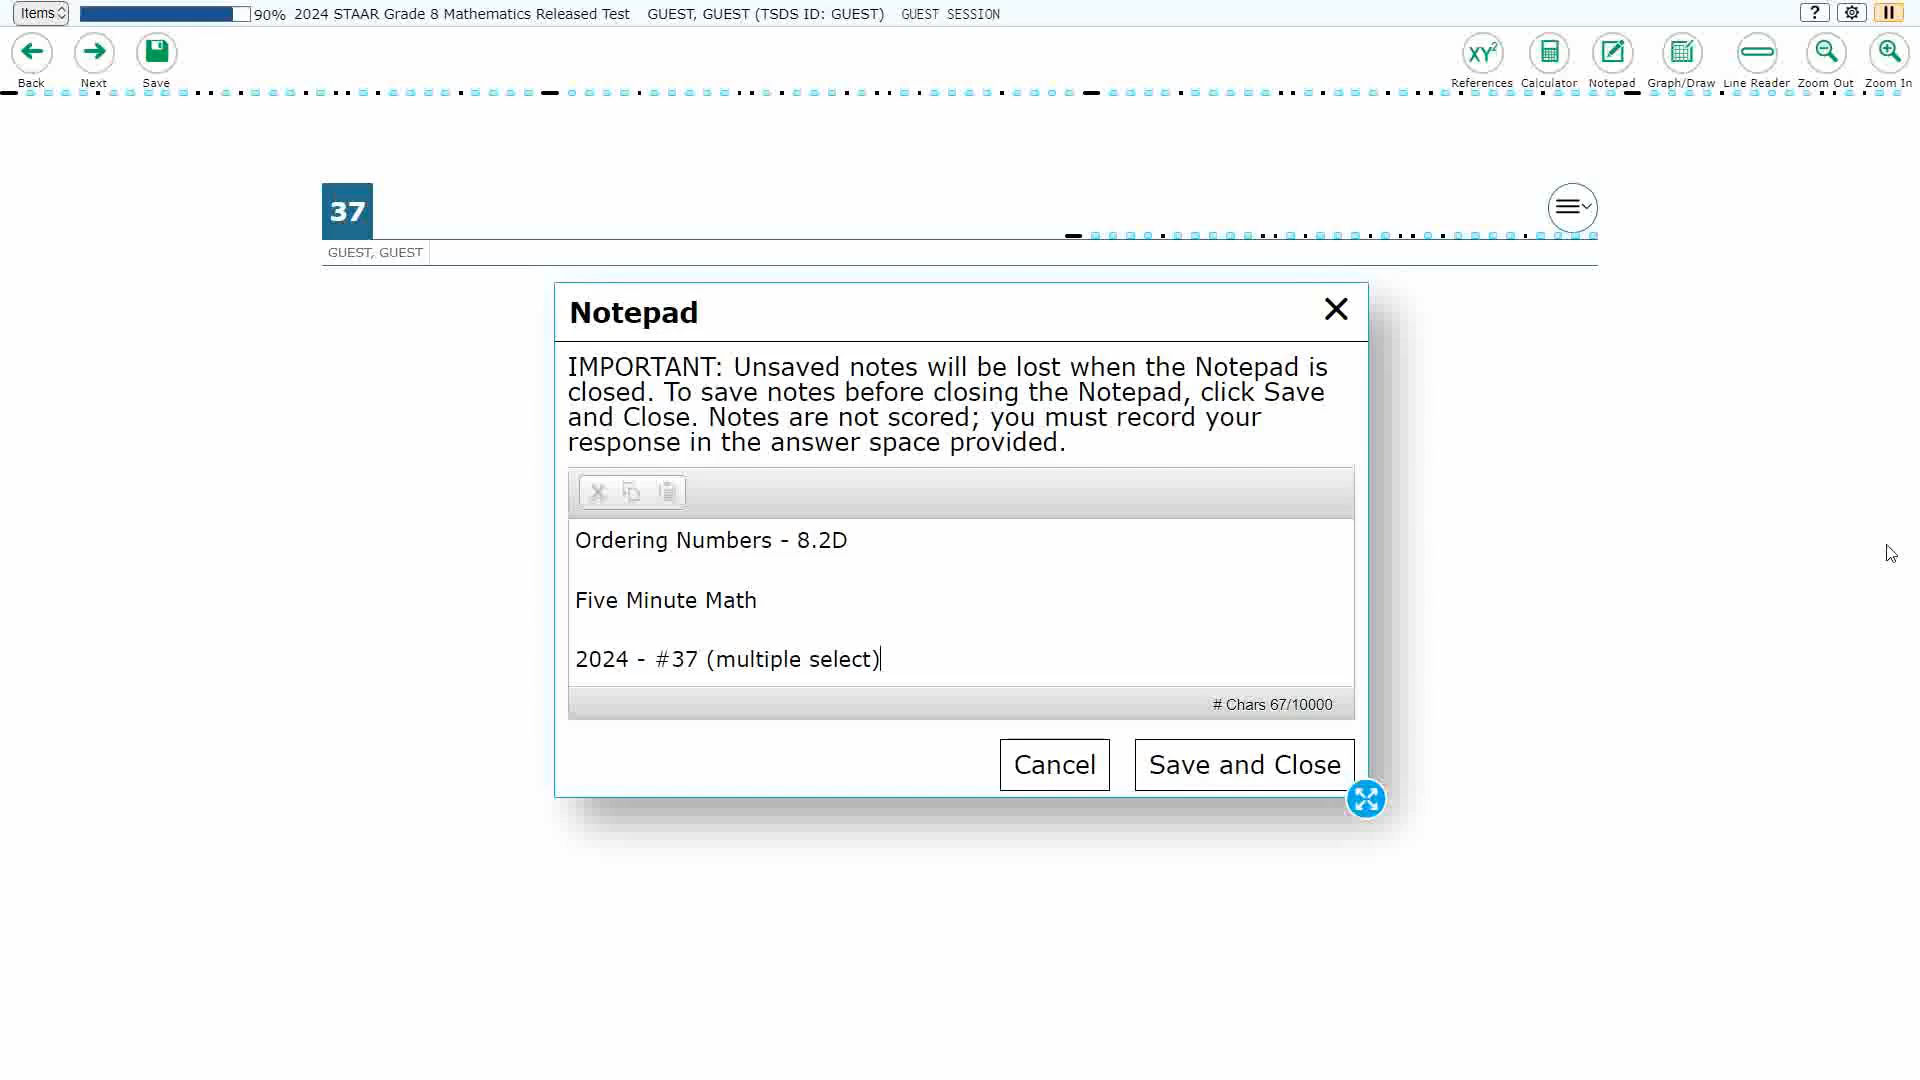 Items 90% 2024 STAAR Grade 8 Mathematics Released Test GUEST, GUEST (TSDS ID: GUEST) GUEST SESSION ?
Back Next Save XY2 References Calculator Notepad Graph/Draw Line Reader Zoom Out Zoom In
37
GUEST, GUEST
Notepad
IMPORTANT: Unsaved notes will be lost when the Notepad is
closed. To save notes before closing the Notepad, click Save
and Close. Notes are not scored; you must record your
response in the answer space provided.
Ordering Numbers - 8.2D
Five Minute Math
2024 - #37 (multiple select)
# Chars 67/10000
Cancel Save and Close